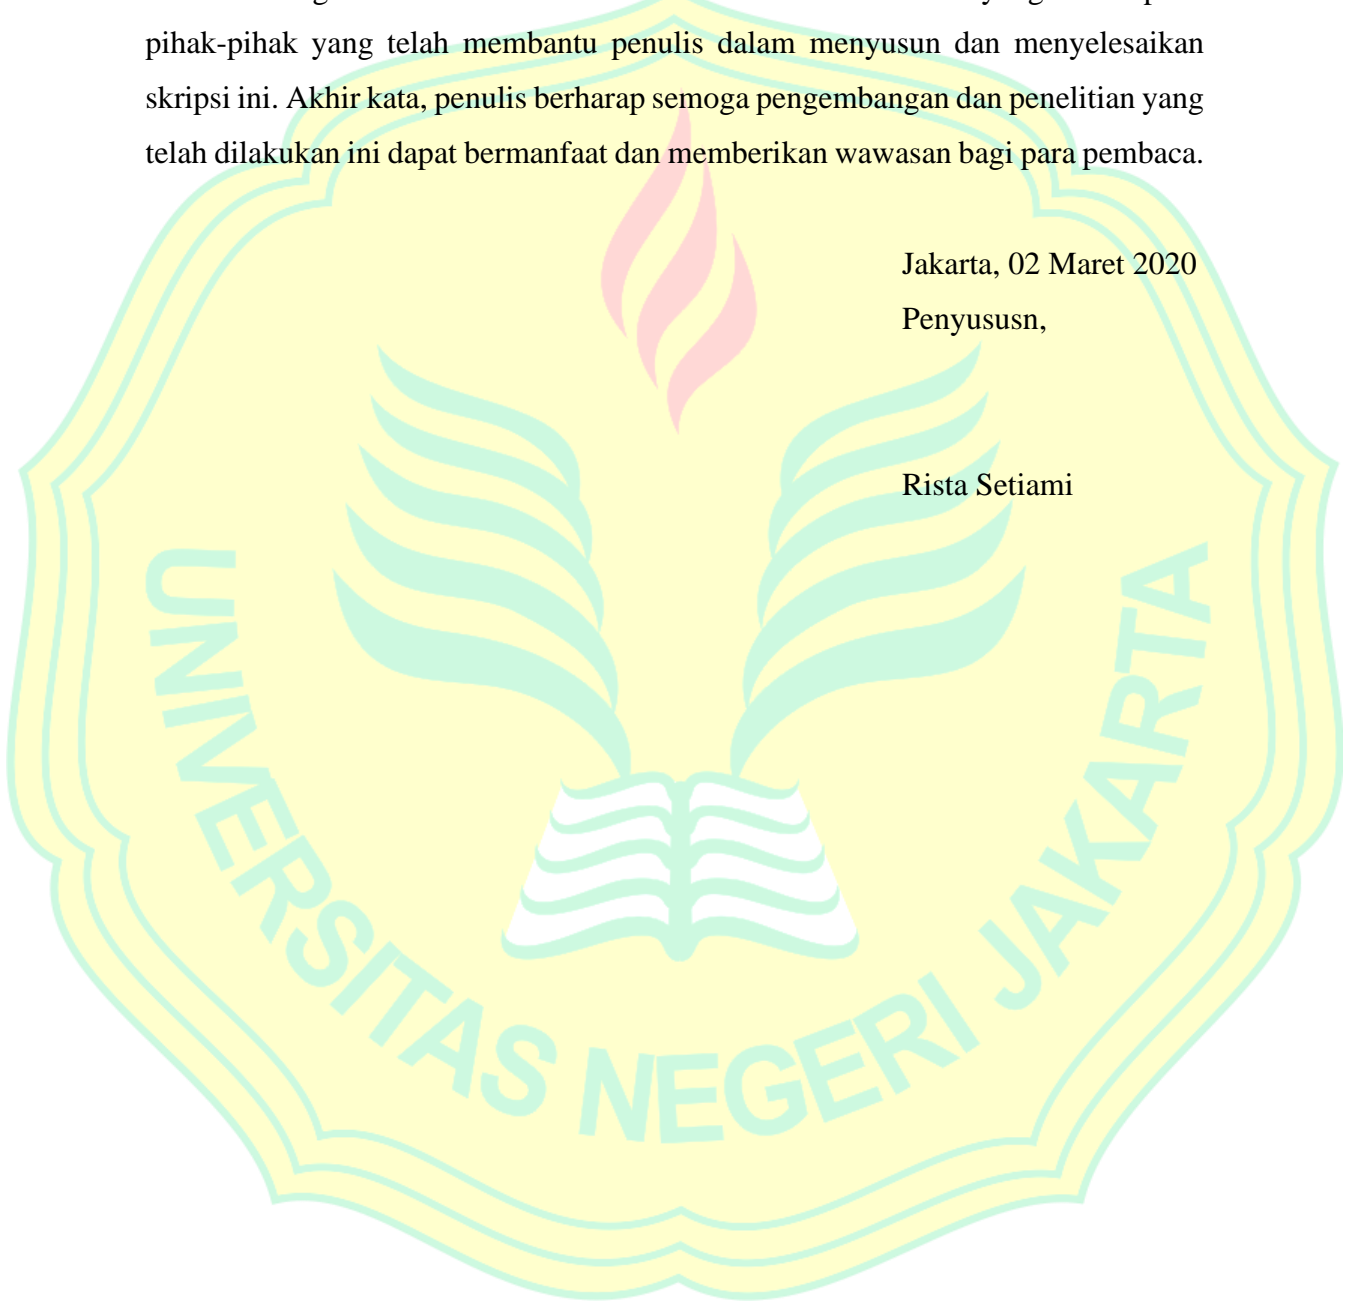 pihak-pihak yang telah membantu penulis dalam menyusun dan menyelesaikan
skripsi ini. Akhir kata, penulis berharap semoga pengembangan dan penelitian yang
telah dilakukan ini dapat bermanfaat dan memberikan wawasan bagi para pembaca.
Jakarta, 02 Maret 2020
Penyususn,
Rista Setiami
UNIVERSITAS NEGERI JAKARTA